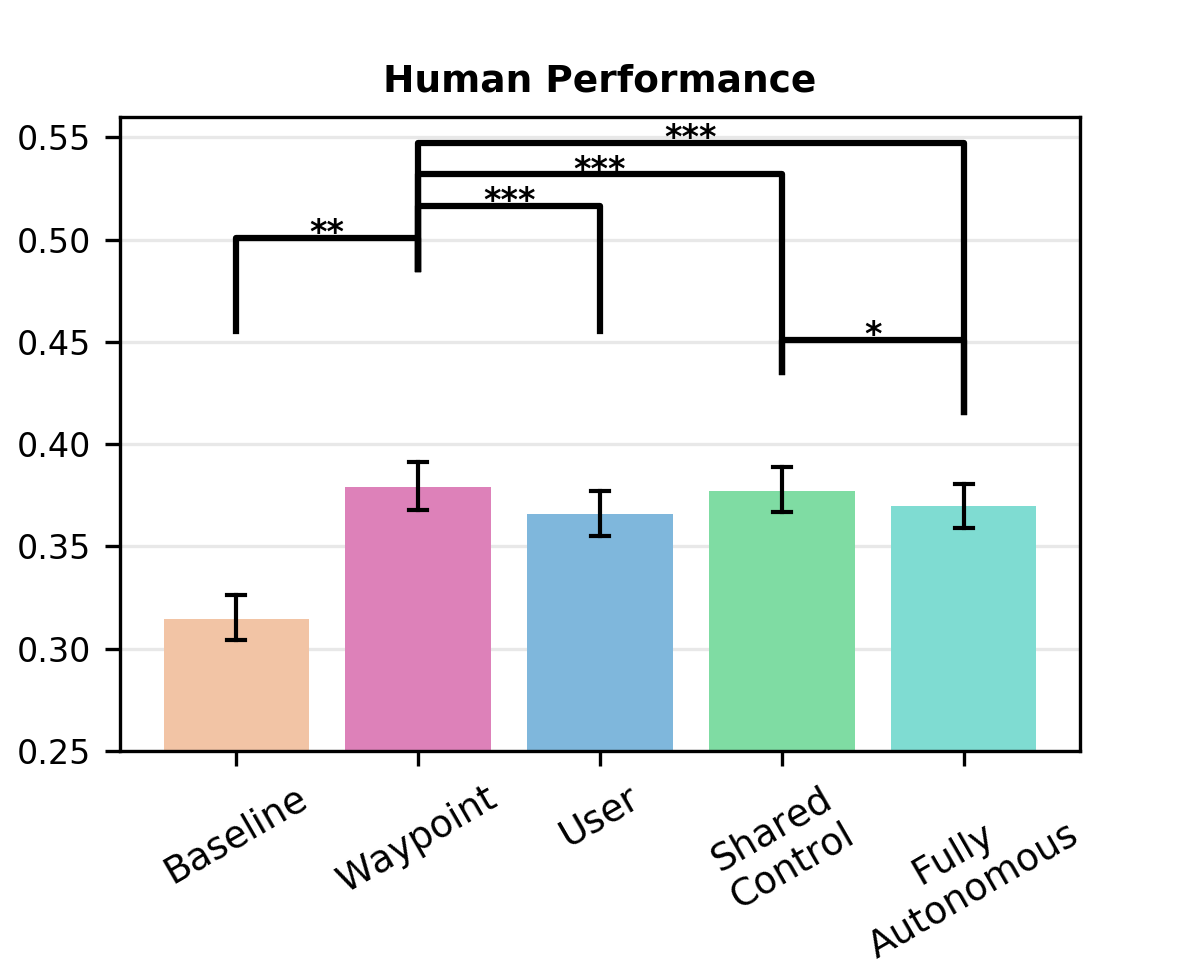 Human Performance
0.55
0.50
0.45
0.40
0.35
0.30
0.25
***
***
***
**
*
Baseline
Waypoint
User
Shared
Control
Fully
Autonomous